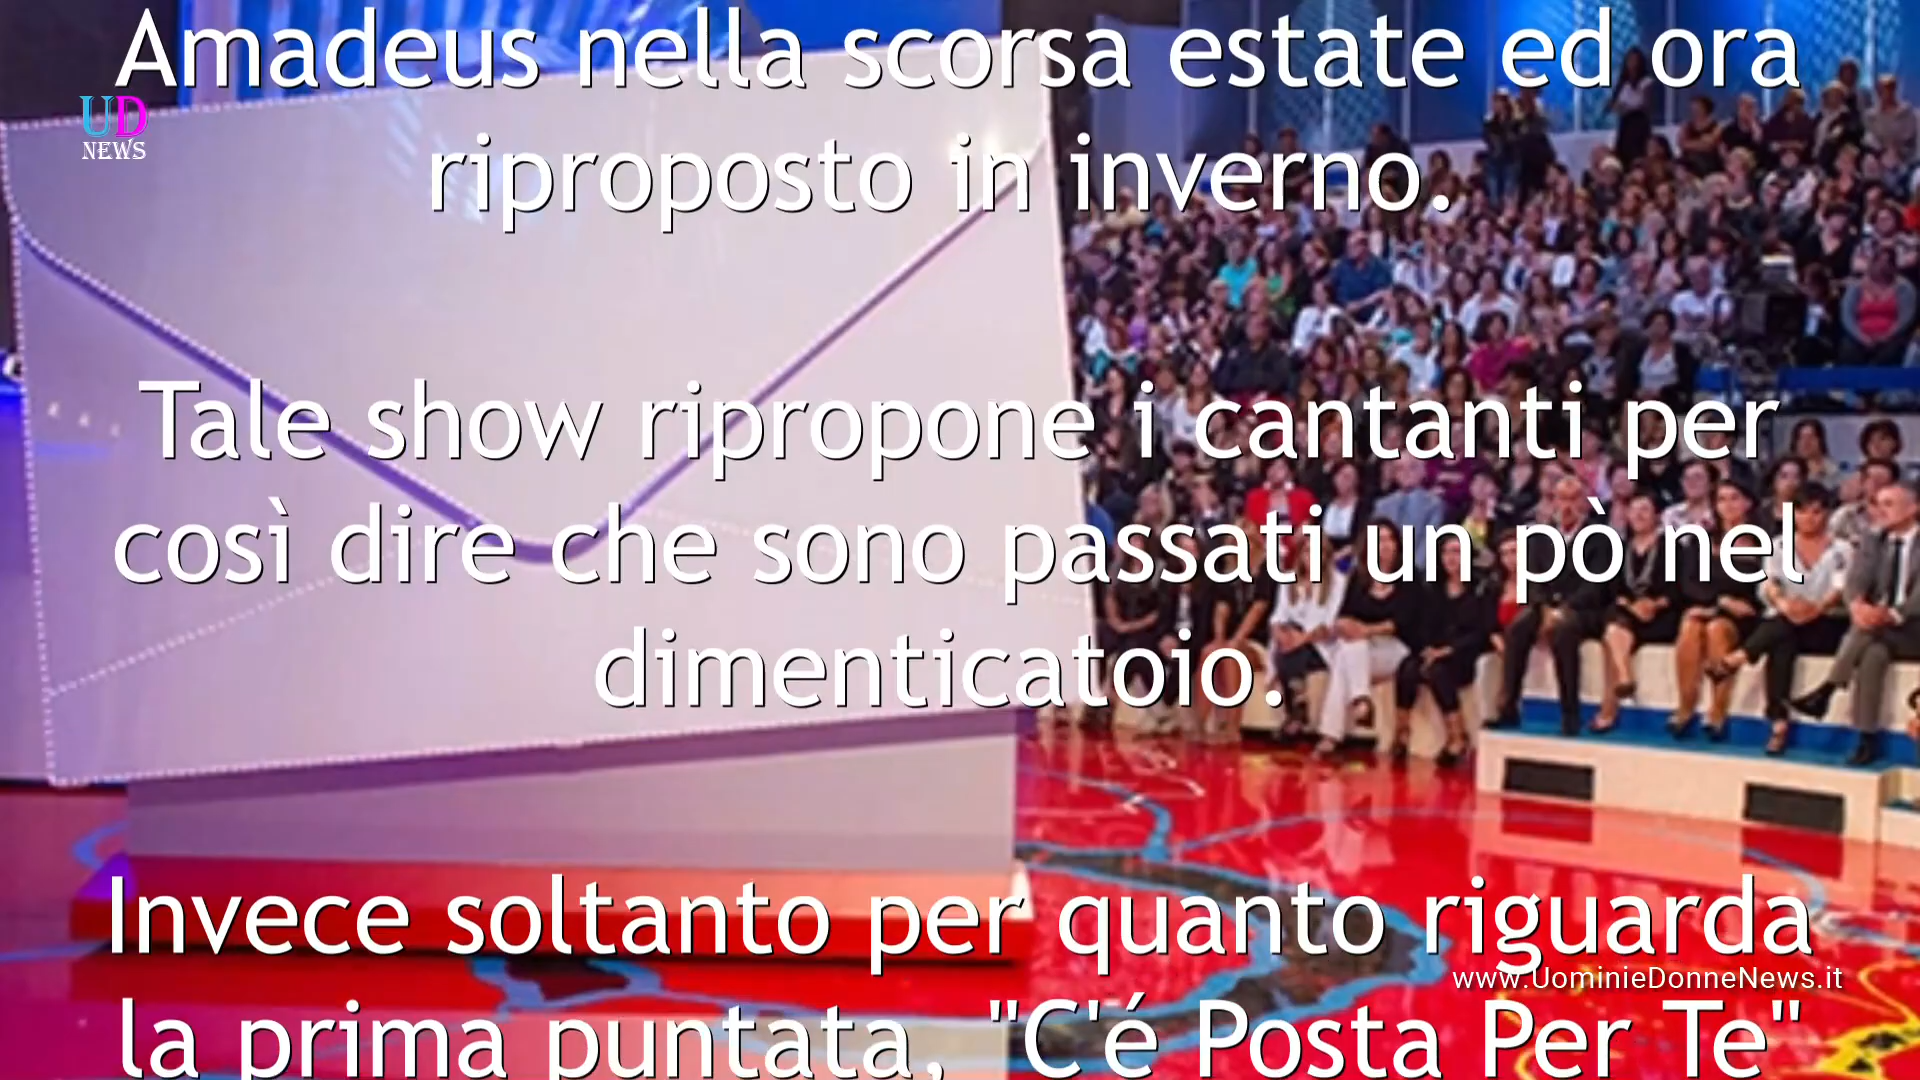 Amadeus nella scorsa estate ed ora
UD
NEWS
riproposto in inverno.
Tale show ripropone i cantanti per
così dire che sono passati un pò nel
dimenticatoio.
Invece soltanto per quanto riguarda
www.UominieDonneNews.it
la prima puntata, "C'é Posta Per Te"